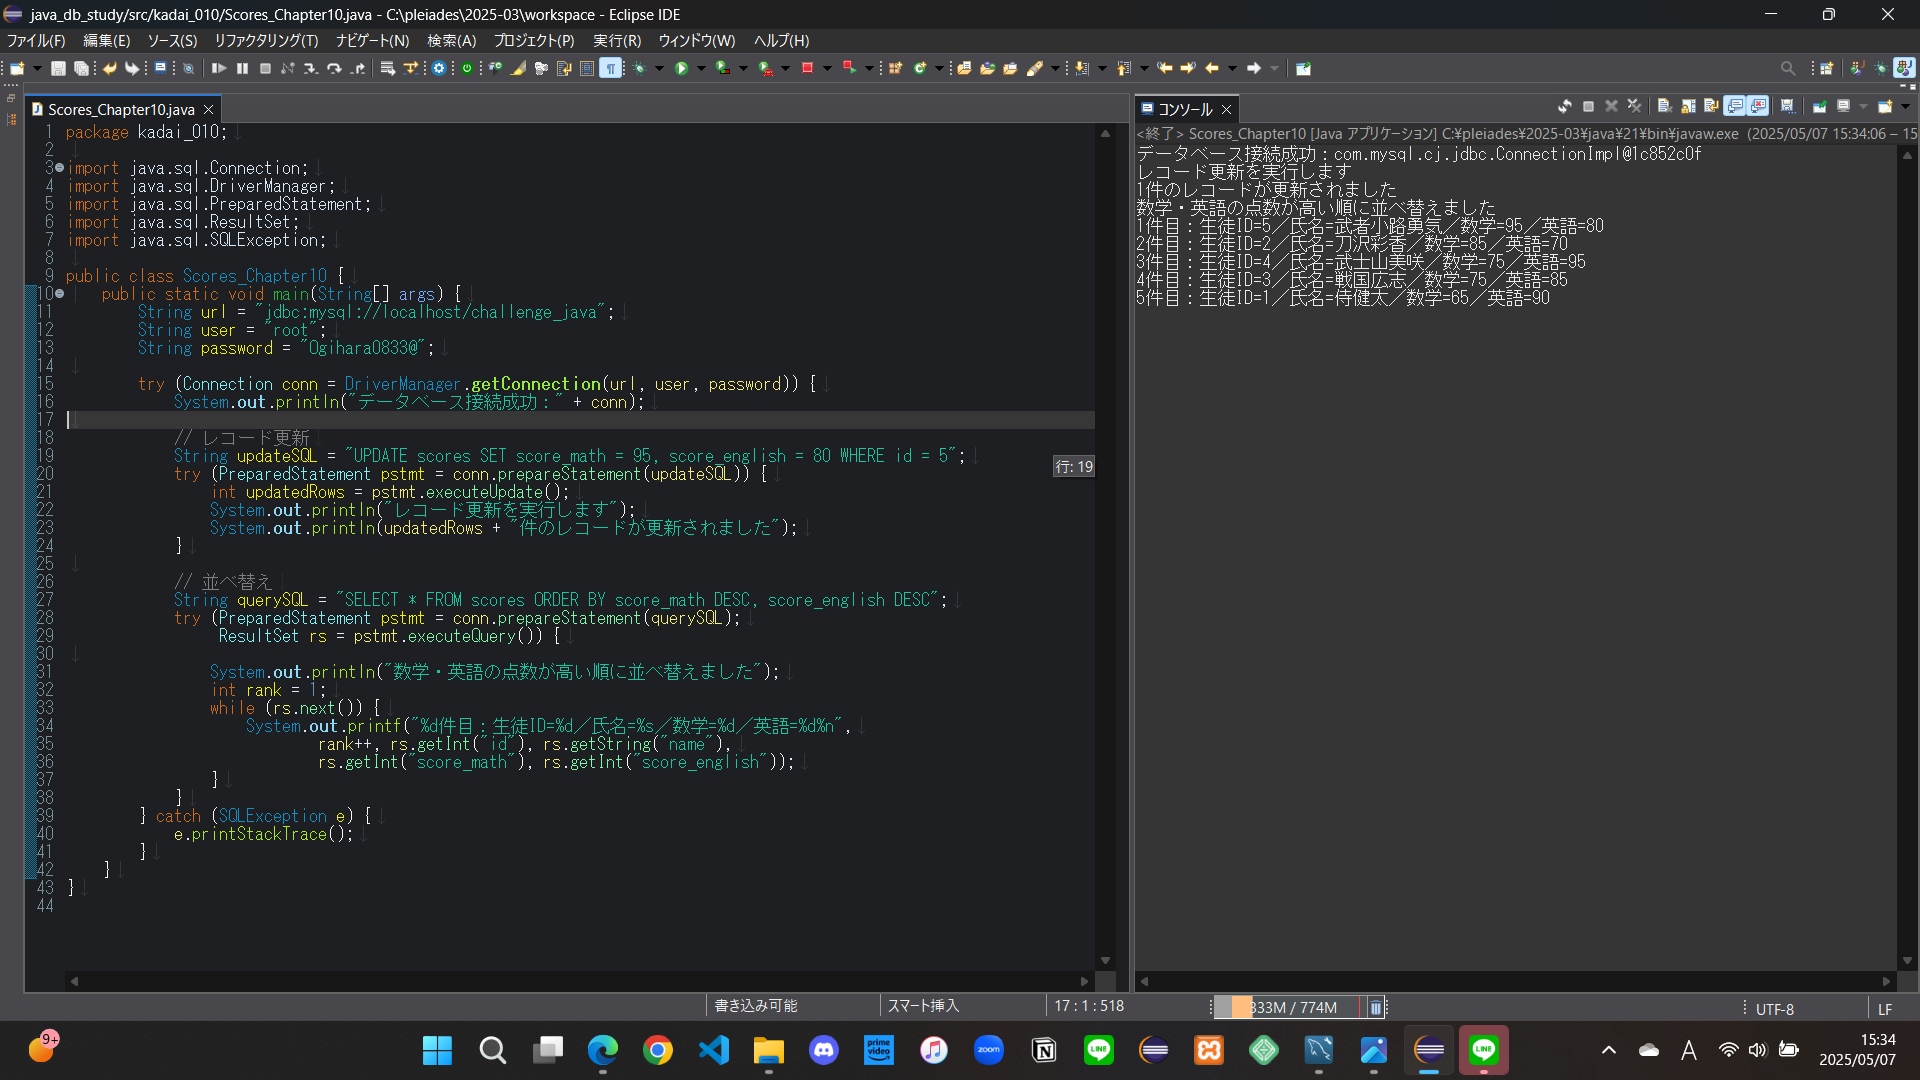 java_db_study/src/kadai_010/Scores_Chapter10.java - C:\pleiades\2025-03\workspace - Eclipse IDE
ファイル(F) 編集(E) ソース(S) リファクタリング(T) ナビゲート(N) 検索(A) プロジェクト(P) 実行(R) ウィンドウ(W) ヘルプ(H)
Scores_Chapter10.java
1 package kadai_010;
2
3 import java.sql.Connection;
4 import java.sql.DriverManager;
5 import java.sql.PreparedStatement;
6 import java.sql.ResultSet;
7 import java.sql.SQLException;
8
9 public class Scores_Chapter10 {
10 public static void main(String[] args) {
11 String url = "jdbc:mysql://localhost/challenge_java";
12 String user = "root";
13 String password = "Ogihara0833@";
14
15 try (Connection conn = DriverManager.getConnection(url, user, password)) {
16 System.out.println("データベース接続成功：" + conn);
17
18 // レコード更新
19 String updateSQL = "UPDATE scores SET score_math = 95, score_english = 80 WHERE id = 5";
20 try (PreparedStatement pstmt = conn.prepareStatement(updateSQL)) {
21 int updatedRows = pstmt.executeUpdate();
22 System.out.println("レコード更新を実行します");
23 System.out.println(updatedRows + "件のレコードが更新されました");
24 }
25
26 // 並べ替え
27 String querySQL = "SELECT * FROM scores ORDER BY score_math DESC, score_english DESC";
28 try (PreparedStatement pstmt = conn.prepareStatement(querySQL);
29 ResultSet rs = pstmt.executeQuery()) {
30
31 System.out.println("数学・英語の点数が高い順に並べ替えました");
32 int rank = 1;
33 while (rs.next()) {
34 System.out.printf("%d件目：生徒ID=%d／氏名=%s／数学=%d／英語=%d%n",
35 rank++, rs.getInt("id"), rs.getString("name"),
36 rs.getInt("score_math"), rs.getInt("score_english"));
37 }
38 }
39 } catch (SQLException e) {
40 e.printStackTrace();
41 }
42 }
43 }
44
行: 19
コンソール
<終了> Scores_Chapter10 [Java アプリケーション] C:¥pleiades¥2025-03¥java¥21¥bin¥javaw.exe (2025/05/07 15:34:06 – 15
データベース接続成功：com.mysql.cj.jdbc.ConnectionImpl@1c852c0f
レコード更新を実行します
1件のレコードが更新されました
数学・英語の点数が高い順に並べ替えました
1件目：生徒ID=5／氏名=武者小路勇気／数学=95／英語=80
2件目：生徒ID=2／氏名=刀沢彩香／数学=85／英語=70
3件目：生徒ID=4／氏名=武士山美咲／数学=75／英語=95
4件目：生徒ID=3／氏名=戦国広志／数学=75／英語=85
5件目：生徒ID=1／氏名=侍健太／数学=65／英語=90
書き込み可能 スマート挿入 17 : 1 : 518 333M / 774M UTF-8 LF
9+
prime video
zoom
LINE
LINE
A
15:34
2025/05/07